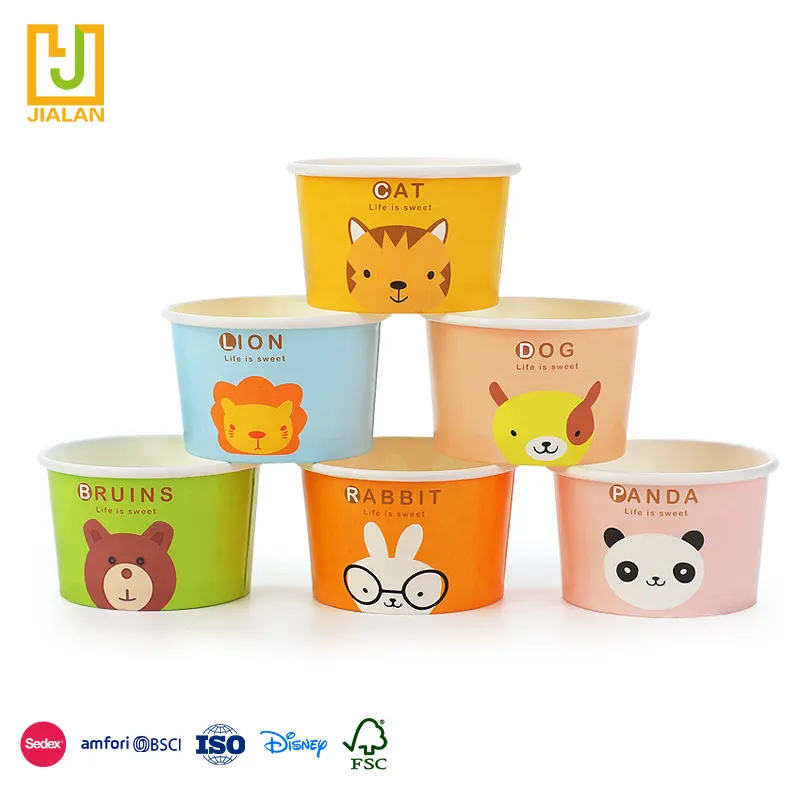 JIALAN
CAT
Life is sweet
LION
Life is sweet
DOG
Life is sweet
BRUINS
Life is sweet
RABBIT
Life is sweet
PANDA
Life is sweet
Sedex amfori BSCI ISO Disney FSC